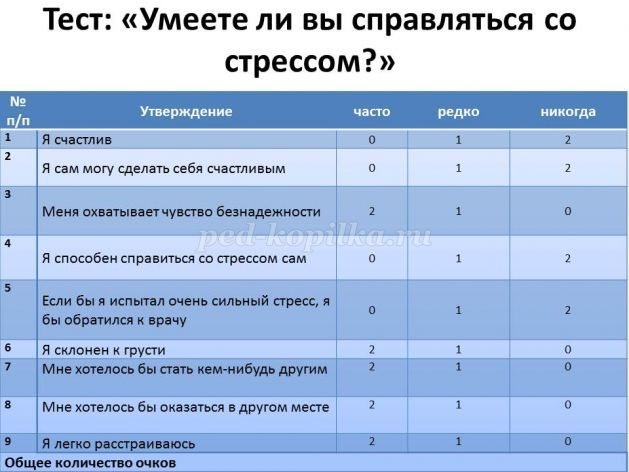 Тест: «Умеете ли вы справляться со
стрессом?»
№ п/п Утверждение часто редко никогда
1 Я счастлив 0 1 2
2 Я сам могу сделать себя счастливым 0 1 2
3 Меня охватывает чувство безнадежности 2 1 0
ped-kopilka.ru
4 Я способен справиться со стрессом сам 0 1 2
5 Если бы я испытал очень сильный стресс, я
бы обратился к врачу 0 1 2
6 Я склонен к грусти 2 1 0
7 Мне хотелось бы стать кем-нибудь другим 2 1 0
8 Мне хотелось бы оказаться в другом месте 2 1 0
9 Я легко расстраиваюсь 2 1 0
Общее количество очков